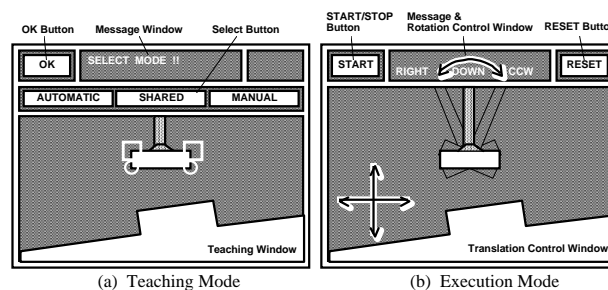 OK Button
Message Window
Select Button
OK
SELECT MODE !!
AUTOMATIC
SHARED
MANUAL
Teaching Window
(a) Teaching Mode
START/STOP
Button
Message &
Rotation Control Window
RESET Button
START
RIGHT
DOWN
CCW
RESET
Translation Control Window
(b) Execution Mode